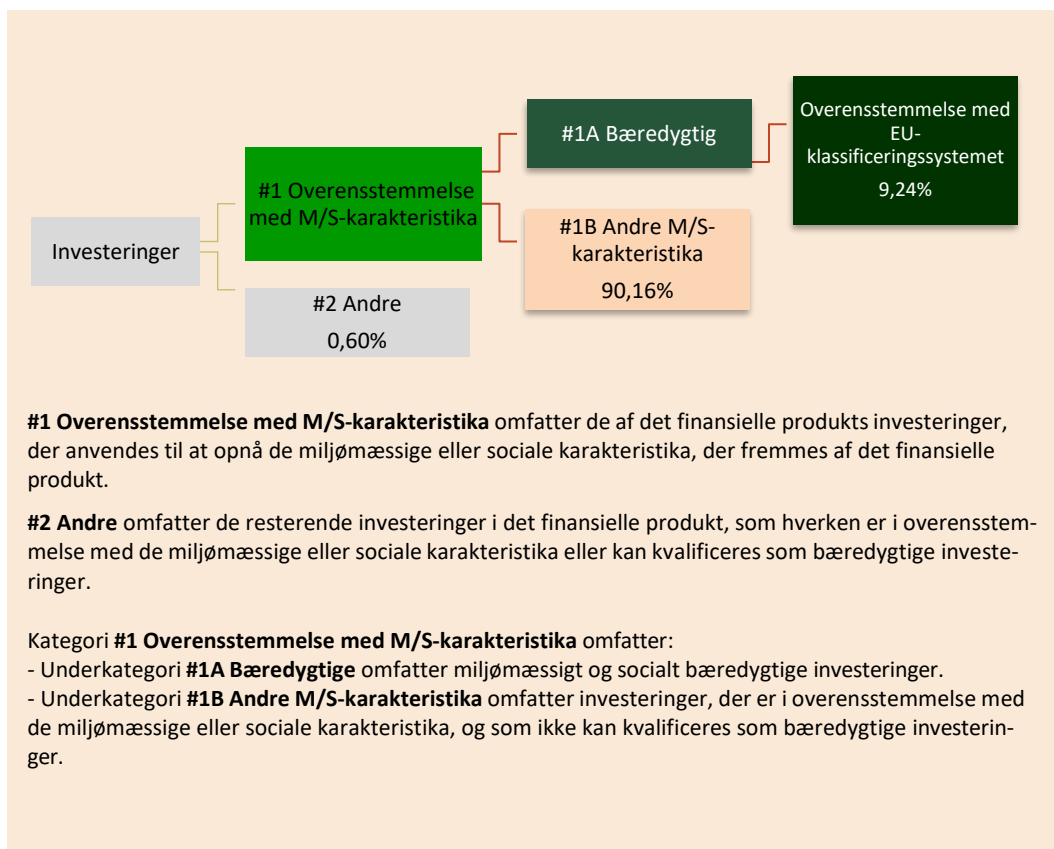 Investeringer
#1 Overensstemmelse
med M/S-karakteristika
#2 Andre
0,60%
#1A Bæredygtig
#1B Andre M/S-
karakteristika
90,16%
Overensstemmelse med
EU-
klassificeringssystemet
9,24%
#1 Overensstemmelse med M/S-karakteristika omfatter de af det finansielle produkts investeringer,
der anvendes til at opnå de miljømæssige eller sociale karakteristika, der fremmes af det finansielle
produkt.
#2 Andre omfatter de resterende investeringer i det finansielle produkt, som hverken er i overensstem-
melse med de miljømæssige eller sociale karakteristika eller kan kvalificeres som bæredygtige investe-
ringer.
Kategori #1 Overensstemmelse med M/S-karakteristika omfatter:
- Underkategori #1A Bæredygtige omfatter miljømæssigt og socialt bæredygtige investeringer.
- Underkategori #1B Andre M/S-karakteristika omfatter investeringer, der er i overensstemmelse med
de miljømæssige eller sociale karakteristika, og som ikke kan kvalificeres som bæredygtige investerin-
ger.